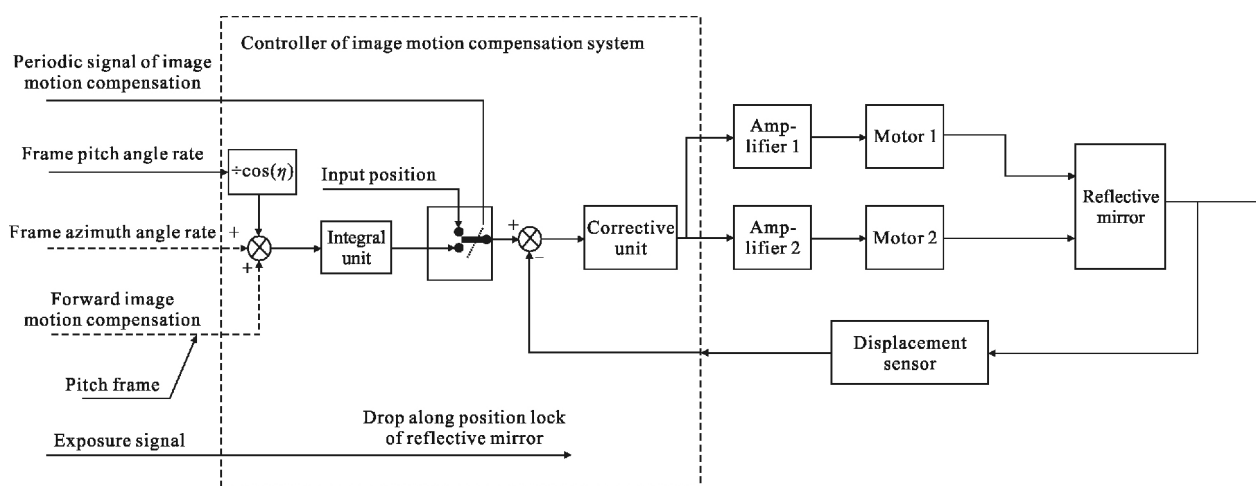 Controller of image motion compensation system
Periodic signal of image
motion compensation
Frame pitch angle rate
÷cos(η)
Input position
Frame azimuth angle rate
+
+
Integral
unit
+
−
Corrective
unit
Amp-
lifier 1
Motor 1
Amp-
lifier 2
Motor 2
Reflective
mirror
Forward image
motion compensation
Pitch frame
Displacement
sensor
Exposure signal
Drop along position lock
of reflective mirror